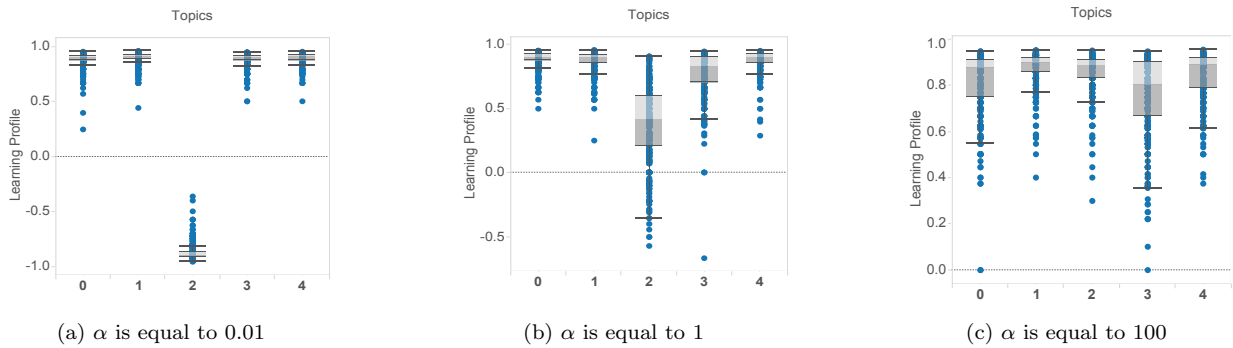 Topics
Learning Profile
1.0
0.5
0.0
-0.5
-1.0
0 1 2 3 4
(a) α is equal to 0.01
Topics
Learning Profile
1.0
0.5
0.0
-0.5
0 1 2 3 4
(b) α is equal to 1
Topics
Learning Profile
1.0
0.8
0.6
0.4
0.2
0.0
0 1 2 3 4
(c) α is equal to 100